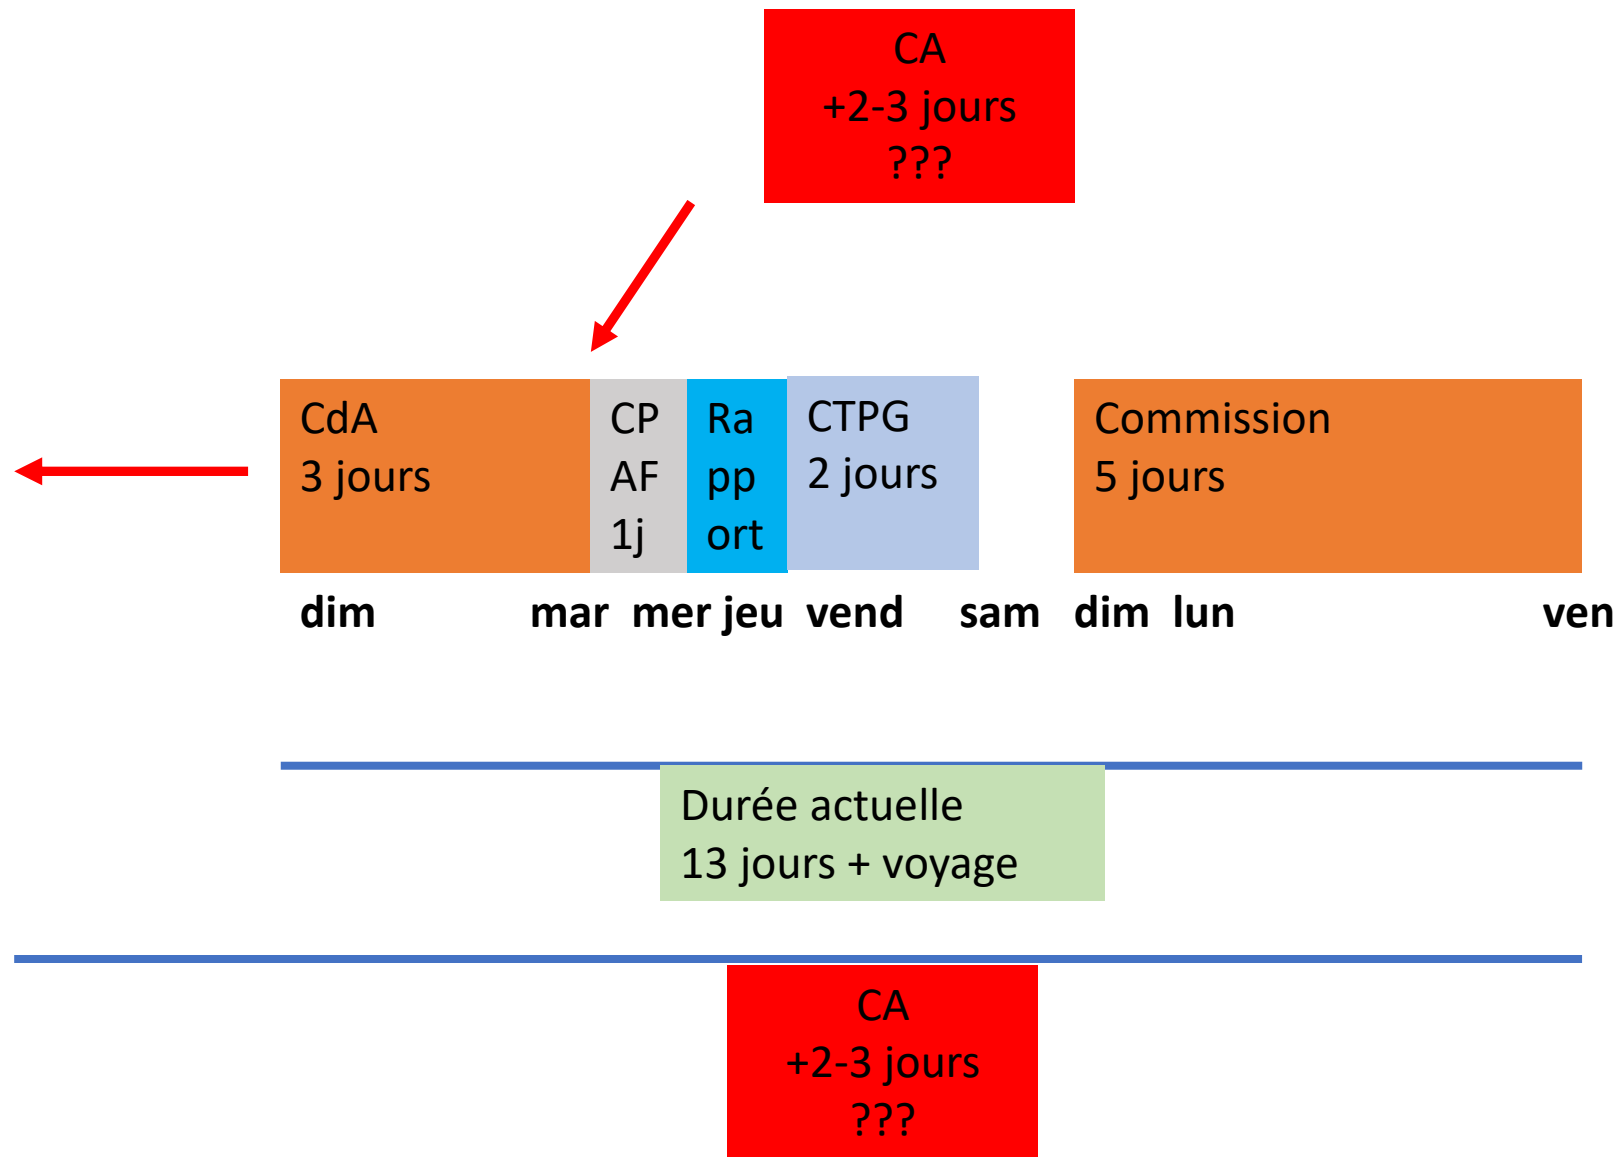 CA
+2-3 jours
???
CdA
3 jours
CP
AF
1j
Ra
pp
ort
CTPG
2 jours
Commission
5 jours
dim mar mer jeu vend sam dim lun ven
Durée actuelle
13 jours + voyage
CA
+2-3 jours
???